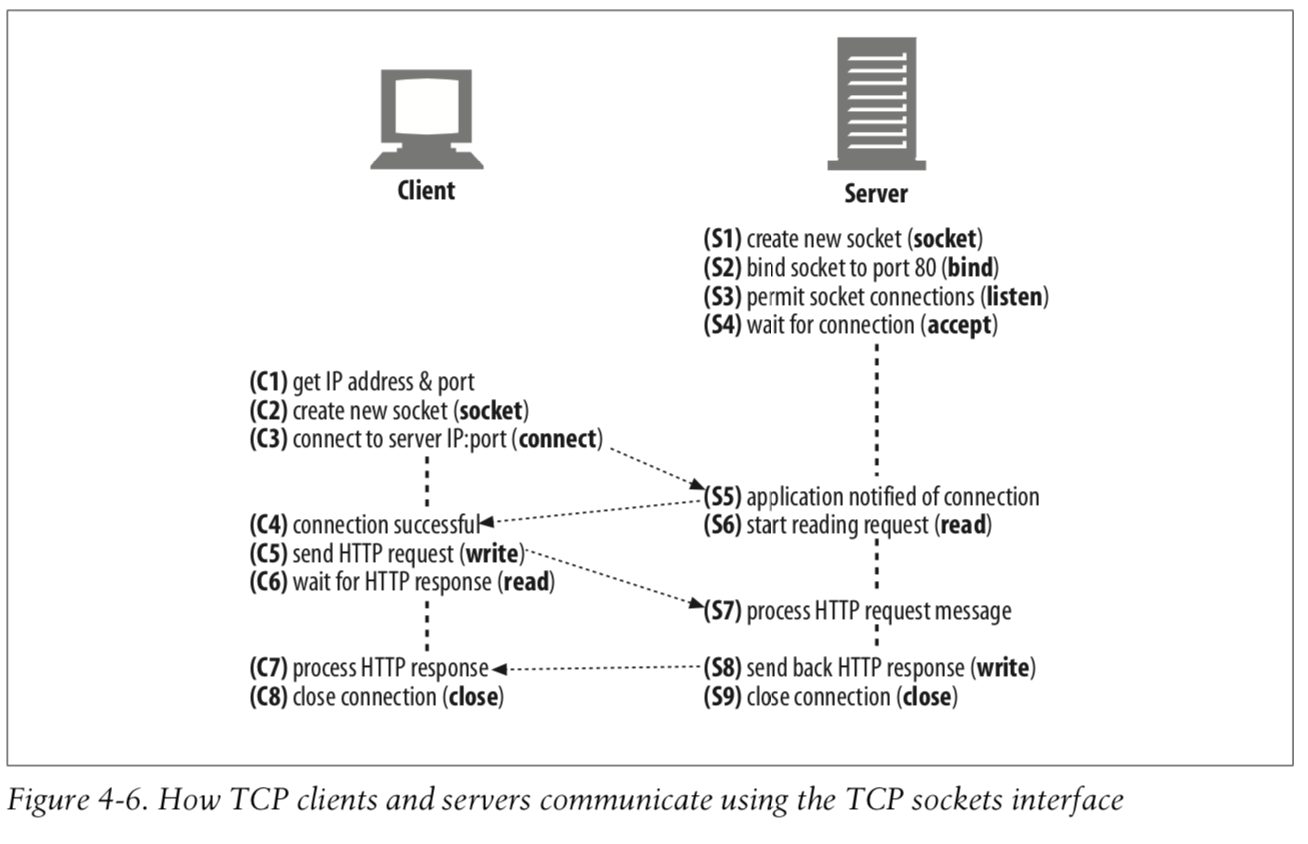 Client
Server
(S1) create new socket (socket)
(S2) bind socket to port 80 (bind)
(S3) permit socket connections (listen)
(S4) wait for connection (accept)
(C1) get IP address & port
(C2) create new socket (socket)
(C3) connect to server IP:port (connect)
(S5) application notified of connection
(S6) start reading request (read)
(C4) connection successful
(C5) send HTTP request (write)
(C6) wait for HTTP response (read)
(S7) process HTTP request message
(C7) process HTTP response
(C8) close connection (close)
(S8) send back HTTP response (write)
(S9) close connection (close)
Figure 4-6. How TCP clients and servers communicate using the TCP sockets interface